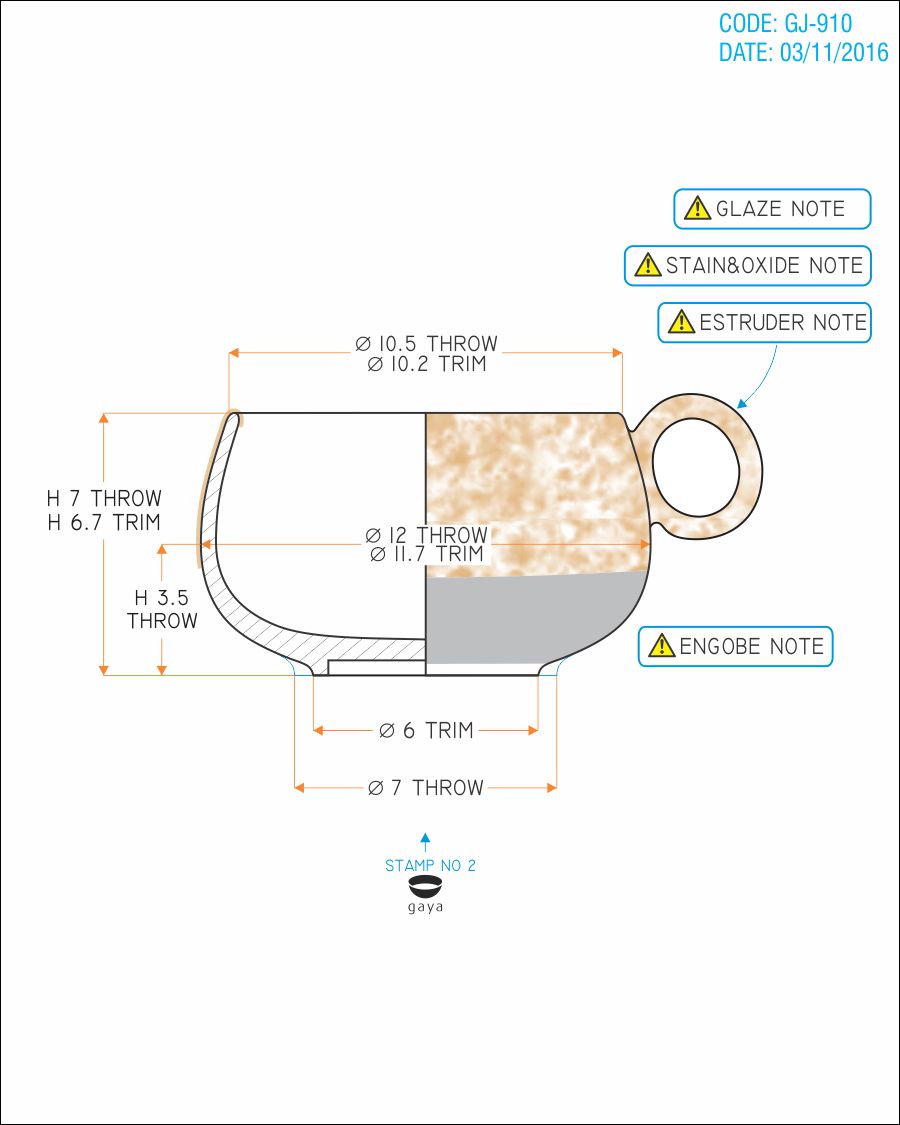 CODE: GJ-910
DATE: 03/11/2016
GLAZE NOTE
STAIN&OXIDE NOTE
ESTRUDER NOTE
Ø 10.5 THROW
Ø 10.2 TRIM
H 7 THROW
H 6.7 TRIM
Ø 12 THROW
Ø 11.7 TRIM
H 3.5
THROW
ENGOBE NOTE
Ø 6 TRIM
Ø 7 THROW
STAMP NO 2
gaya